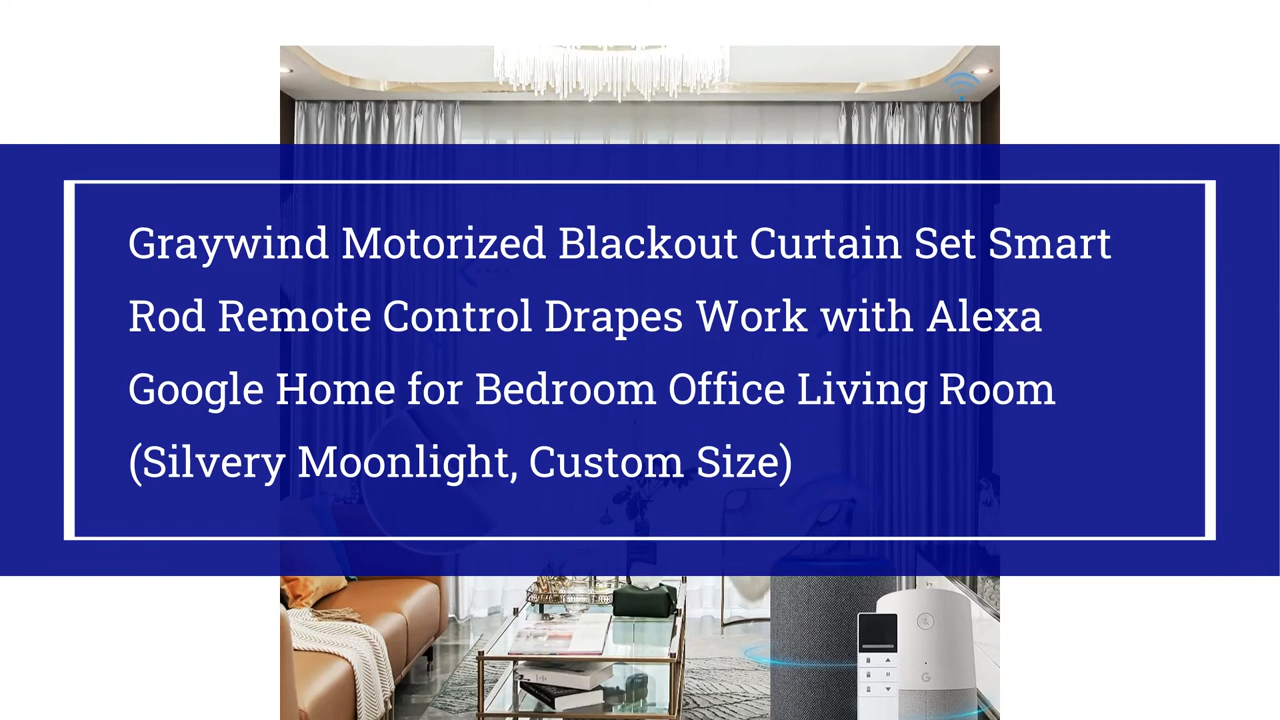 Graywind Motorized Blackout Curtain Set Smart
Rod Remote Control Drapes Work with Alexa
Google Home for Bedroom Office Living Room
(Silvery Moonlight, Custom Size)
G